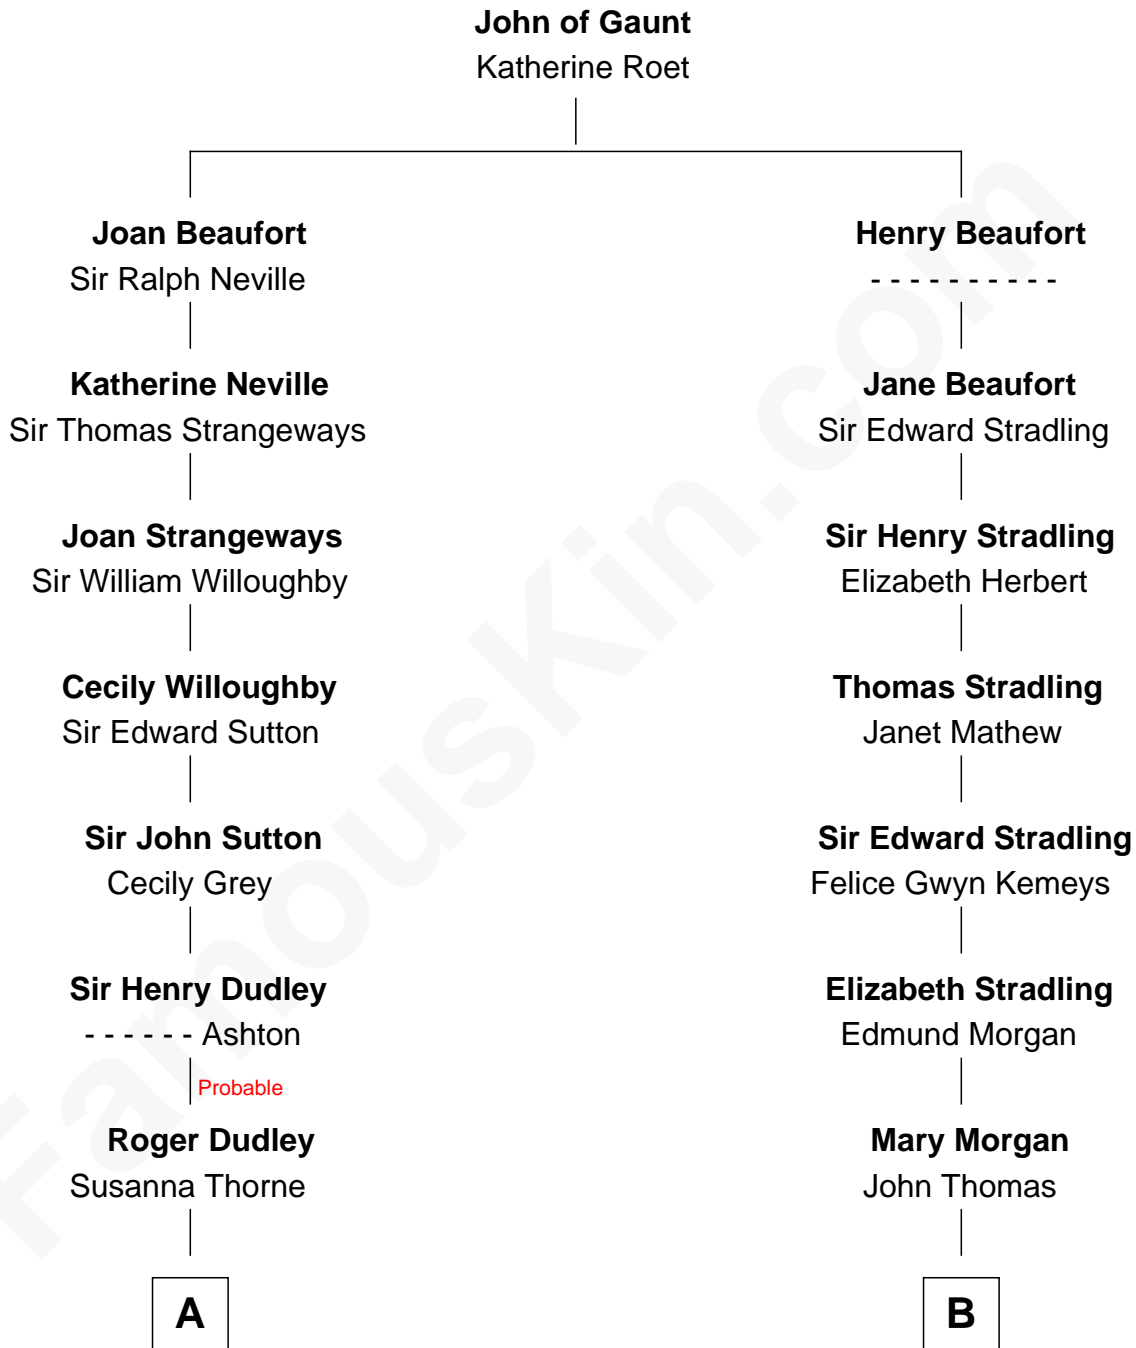 John of Gaunt
Katherine Roet
Joan Beaufort
Sir Ralph Neville
Henry Beaufort
- - - - - - - - - -
Katherine Neville
Sir Thomas Strangeways
Jane Beaufort
Sir Edward Stradling
Joan Strangeways
Sir William Willoughby
Sir Henry Stradling
Elizabeth Herbert
Cecily Willoughby
Sir Edward Sutton
Thomas Stradling
Janet Mathew
Sir John Sutton
Cecily Grey
Sir Edward Stradling
Felice Gwyn Kemeys
Sir Henry Dudley
- - - - - - Ashton
Probable
Elizabeth Stradling
Edmund Morgan
Roger Dudley
Susanna Thorne
Mary Morgan
John Thomas
A
B
FamousKin.com